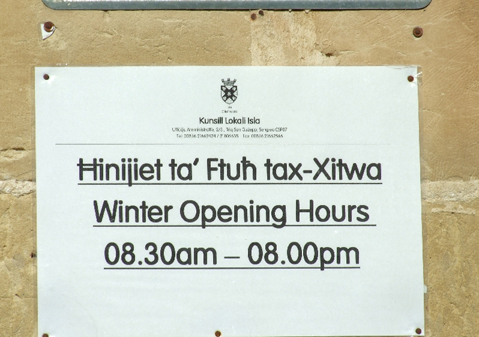 Kunsill Lokali Isla
Ħinijiet ta’ Ftuħ tax-Xitwa
Winter Opening Hours
08.30am – 08.00pm